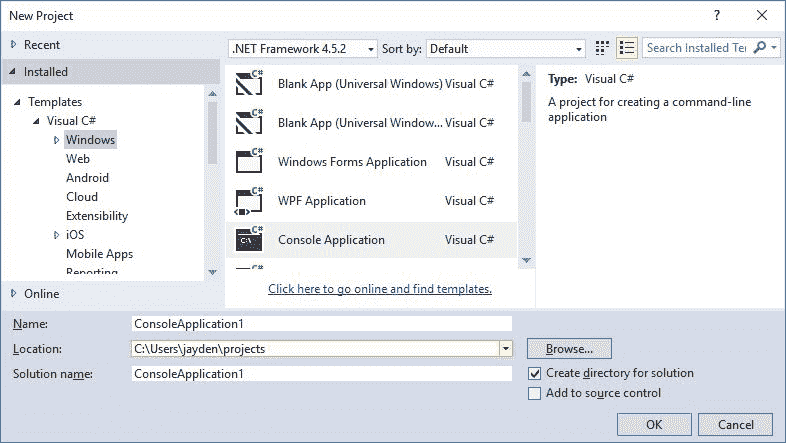 New Project
?
Recent
.NET Framework 4.5.2
Sort by:
Default
Search Installed Te
Installed
Templates
Visual C#
Windows
Web
Android
Cloud
Extensibility
iOS
Mobile Apps
Reporting
Online
C# Blank App (Universal Windows) Visual C#
C# Blank App (Universal Window... Visual C#
C# Windows Forms Application Visual C#
C# WPF Application Visual C#
C# C:\ Console Application Visual C#
C#
Click here to go online and find templates.
Type: Visual C#
A project for creating a command-line
application
Name: ConsoleApplication1
Location: C:\Users\jayden\projects
Browse...
Solution name: ConsoleApplication1
Create directory for solution
Add to source control
OK
Cancel